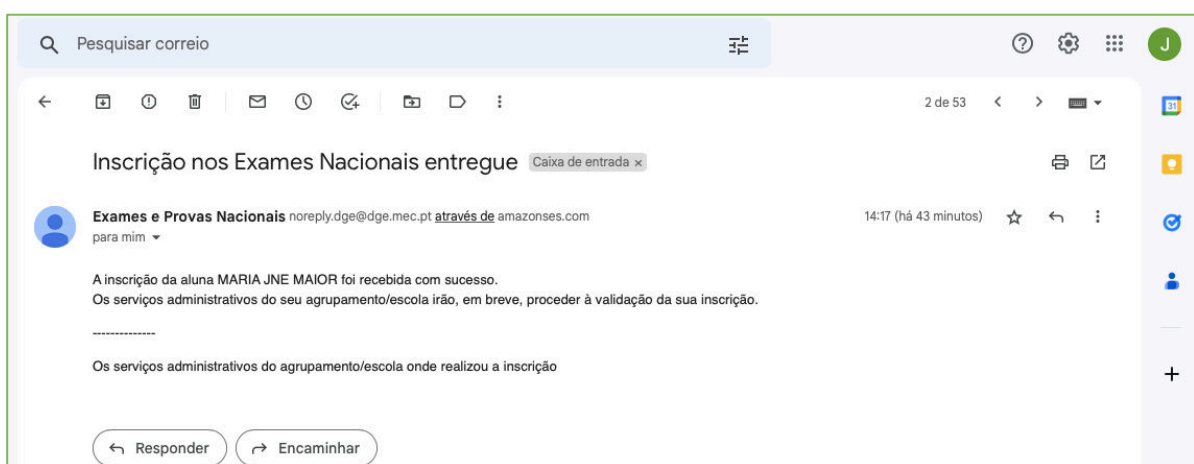 Pesquisar correio
J
2 de 53
31
Inscrição nos Exames Nacionais entregue Caixa de entrada ×
Exames e Provas Nacionais noreply.dge@dge.mec.pt através de amazonses.com 14:17 (há 43 minutos)
para mim
A inscrição da aluna MARIA JNE MAIOR foi recebida com sucesso.
Os serviços administrativos do seu agrupamento/escola irão, em breve, proceder à validação da sua inscrição.
--------------
Os serviços administrativos do agrupamento/escola onde realizou a inscrição
Responder Encaminhar